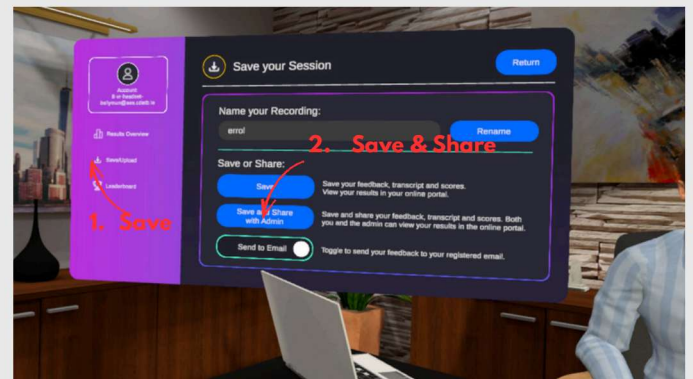 Save your Session
Return
Account
Results Overview
Save/Upload
Leaderboard
1. Save
Name your Recording:
errol
Rename
2. Save & Share
Save or Share:
Save
Save your feedback, transcript and scores.
View your results in your online portal.
Save and Share
with Admin
Save and share your feedback, transcript and scores. Both
you and the admin can view your results in the online portal.
Send to Email
Toggle to send your feedback to your registered email.